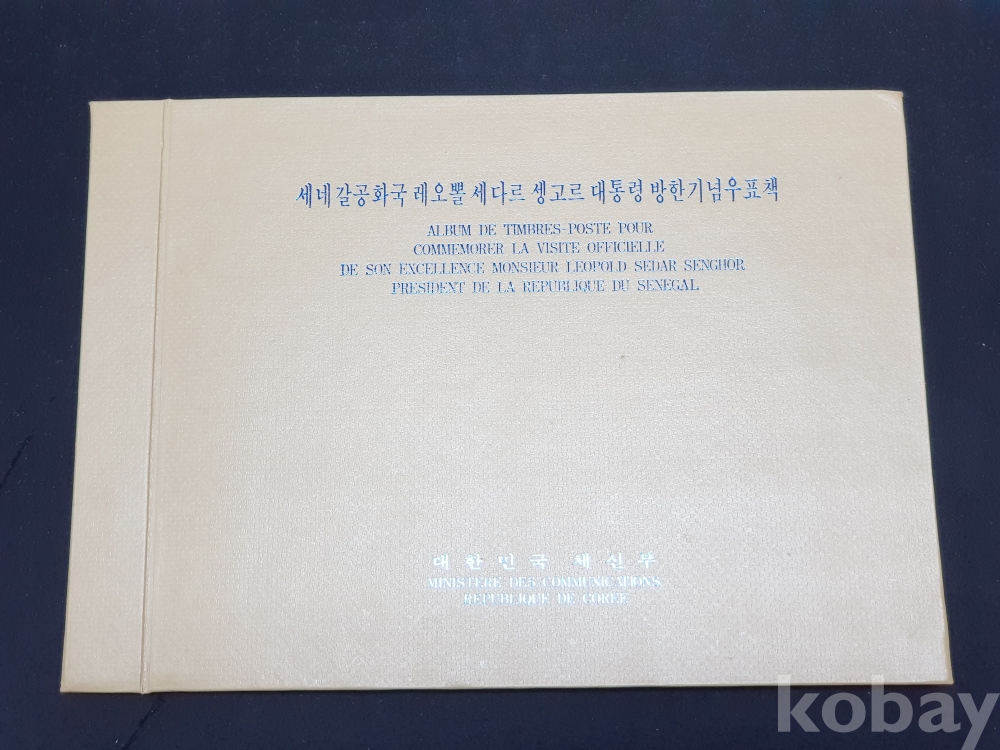 세네갈공화국 레오뽈 세다르 셍고르 대통령 방한기념우표책
ALBUM DE TIMBRES-POSTE POUR
COMMEMORER LA VISITE OFFICIELLE
DE SON EXCELLENCE MONSIEUR LEOPOLD SEDAR SENGHOR
PRESIDENT DE LA REPUBLIQUE DU SENEGAL
대한민국 체신부
MINISTERE DES COMMUNICATIONS
REPUBLIQUE DE COREE
kobay